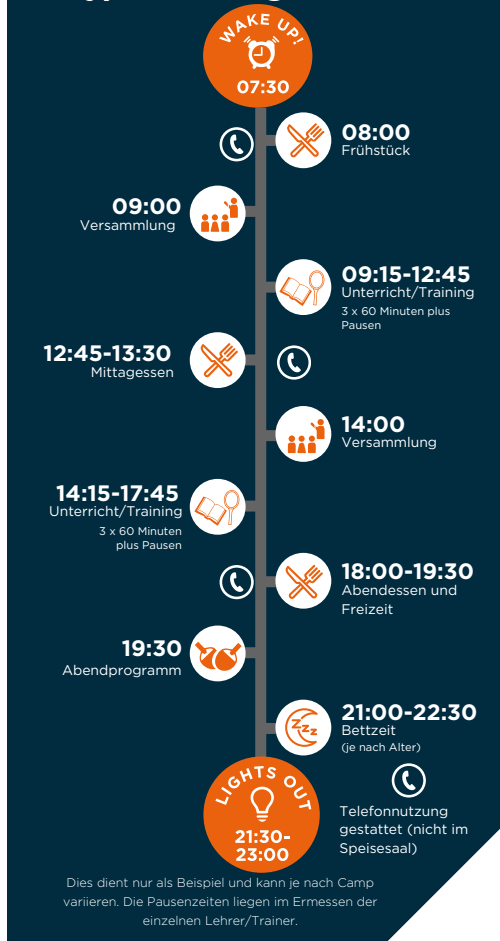 WAKE UP!
07:30
08:00
Frühstück
09:00
Versammlung
09:15-12:45
Unterricht/Training
3 x 60 Minuten plus
Pausen
12:45-13:30
Mittagessen
14:00
Versammlung
14:15-17:45
Unterricht/Training
3 x 60 Minuten
plus Pausen
18:00-19:30
Abendessen und
Freizeit
19:30
Abendprogramm
21:00-22:30
Bettzeit
(je nach Alter)
zzz
LIGHTS OUT
21:30-
23:00
Telefonnutzung
gestattet (nicht im
Speisesaal)
Dies dient nur als Beispiel und kann je nach Camp
variieren. Die Pausenzeiten liegen im Ermessen der
einzelnen Lehrer/Trainer.